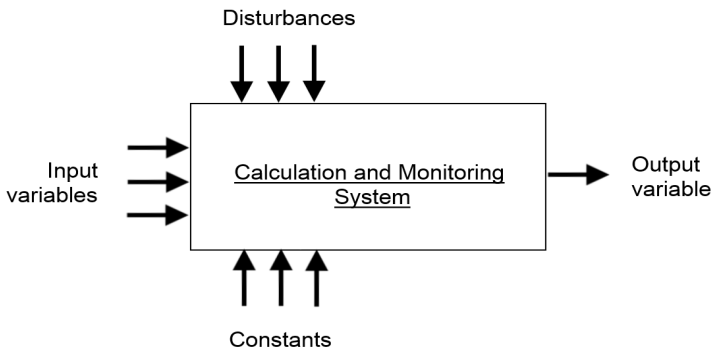 Disturbances
Input
variables
Calculation and Monitoring
System
Output
variable
Constants